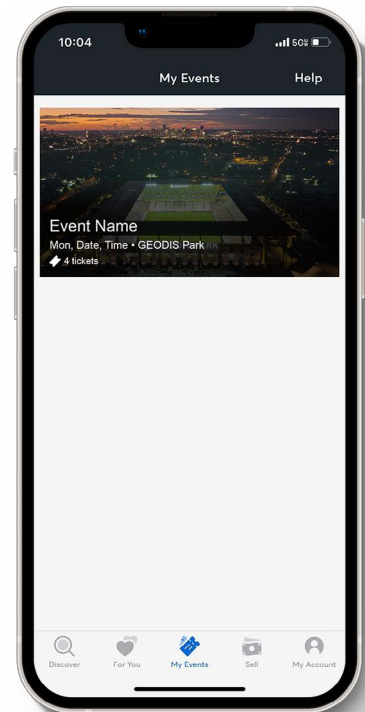 10:04
5G
My Events
Help
Event Name
Mon, Date, Time • GEODIS Park
4 tickets
Discover
For You
My Events
Sell
My Account